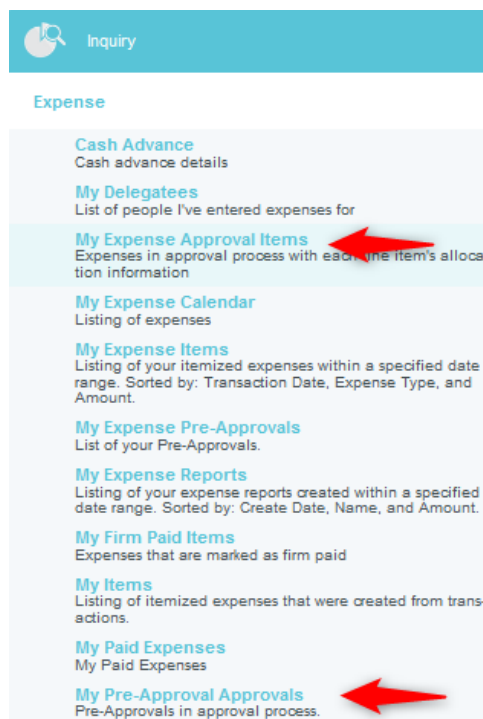 Inquiry
Expense
Cash Advance
Cash advance details
My Delegatees
List of people I've entered expenses for
My Expense Approval Items
Expenses in approval process with each line item's alloca
tion information
My Expense Calendar
Listing of expenses
My Expense Items
Listing of your itemized expenses within a specified date
range. Sorted by: Transaction Date, Expense Type, and
Amount.
My Expense Pre-Approvals
List of your Pre-Approvals.
My Expense Reports
Listing of your expense reports created within a specified
date range. Sorted by: Create Date, Name, and Amount.
My Firm Paid Items
Expenses that are marked as firm paid
My Items
Listing of itemized expenses that were created from trans-
actions.
My Paid Expenses
My Paid Expenses
My Pre-Approval Approvals
Pre-Approvals in approval process.